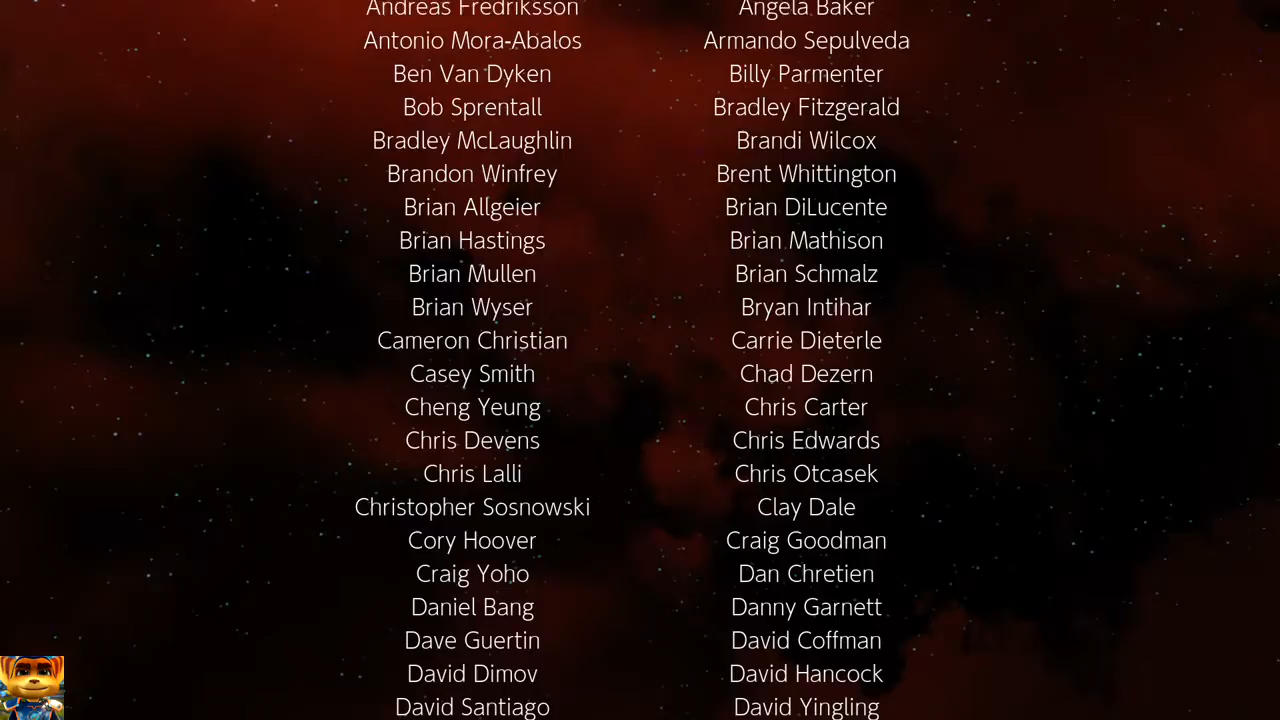 Andreas Fredriksson Angela Baker
Antonio Mora-Abalos Armando Sepulveda
Ben Van Dyken Billy Parmenter
Bob Sprentall Bradley Fitzgerald
Bradley McLaughlin Brandi Wilcox
Brandon Winfrey Brent Whittington
Brian Allgeier Brian DiLucente
Brian Hastings Brian Mathison
Brian Mullen Brian Schmalz
Brian Wyser Bryan Intihar
Cameron Christian Carrie Dieterle
Casey Smith Chad Dezern
Cheng Yeung Chris Carter
Chris Devens Chris Edwards
Chris Lalli Chris Otcasek
Christopher Sosnowski Clay Dale
Cory Hoover Craig Goodman
Craig Yoho Dan Chretien
Daniel Bang Danny Garnett
Dave Guertin David Coffman
David Dimov David Hancock
David Santiago David Yingling